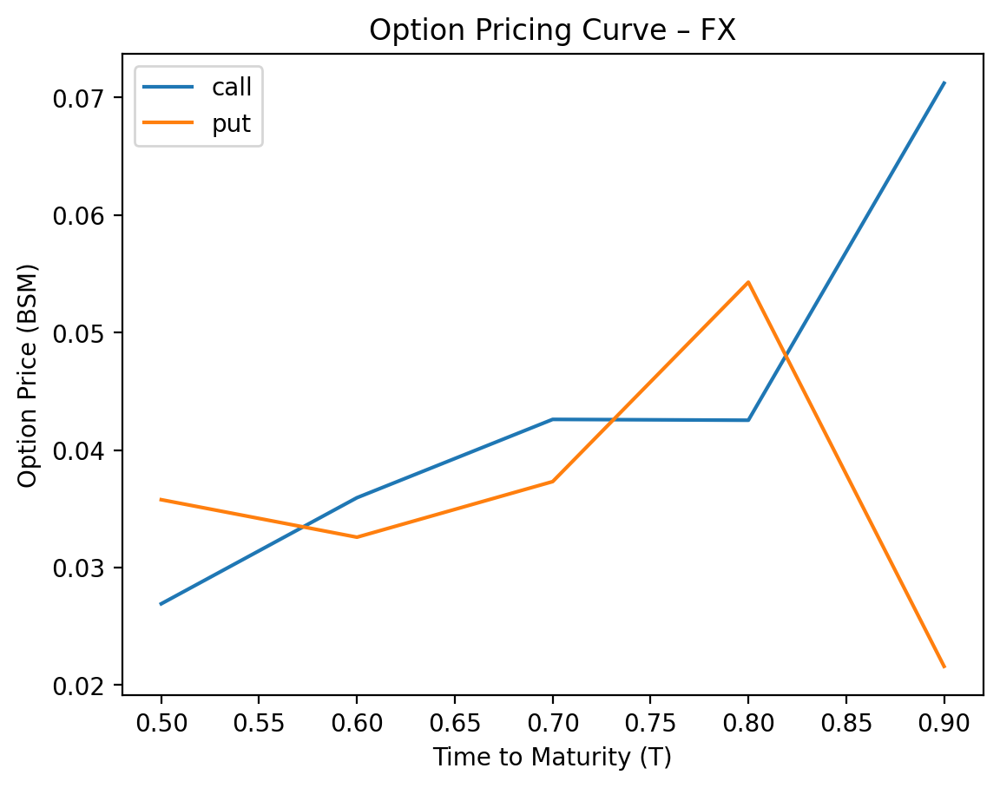 Option Pricing Curve – FX
call
put
0.07
0.06
0.05
0.04
0.03
0.02
Option Price (BSM)
0.50 0.55 0.60 0.65 0.70 0.75 0.80 0.85 0.90
Time to Maturity (T)